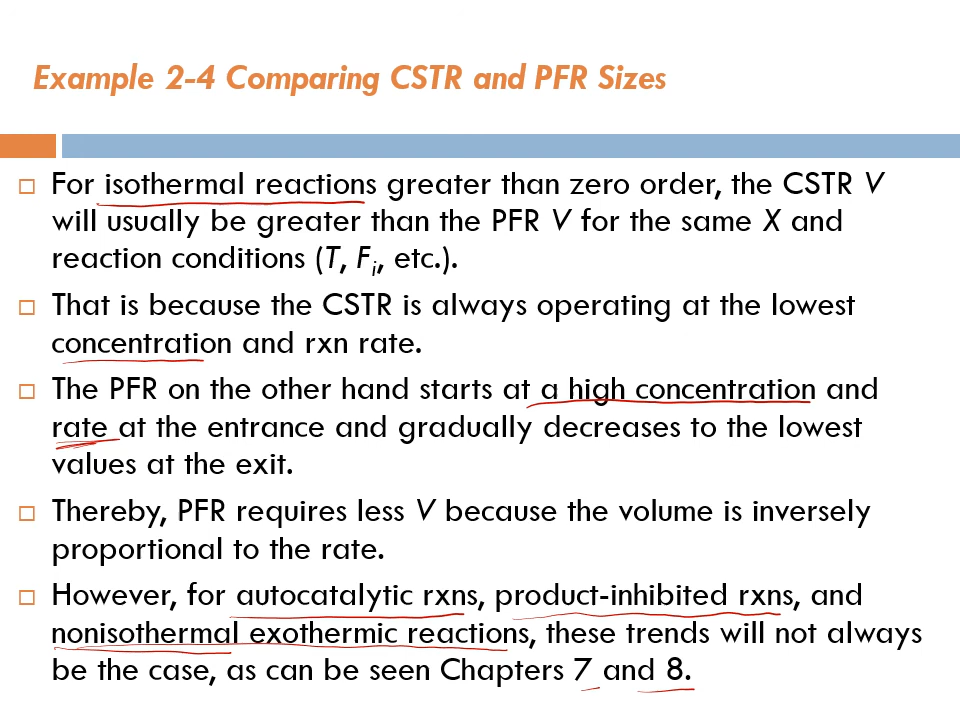 Example 2-4 Comparing CSTR and PFR Sizes
For isothermal reactions greater than zero order, the CSTR V
will usually be greater than the PFR V for the same X and
reaction conditions (T, Fi, etc.).
That is because the CSTR is always operating at the lowest
concentration and rxn rate.
The PFR on the other hand starts at a high concentration and
rate at the entrance and gradually decreases to the lowest
values at the exit.
Thereby, PFR requires less V because the volume is inversely
proportional to the rate.
However, for autocatalytic rxns, product-inhibited rxns, and
nonisothermal exothermic reactions, these trends will not always
be the case, as can be seen Chapters 7 and 8.